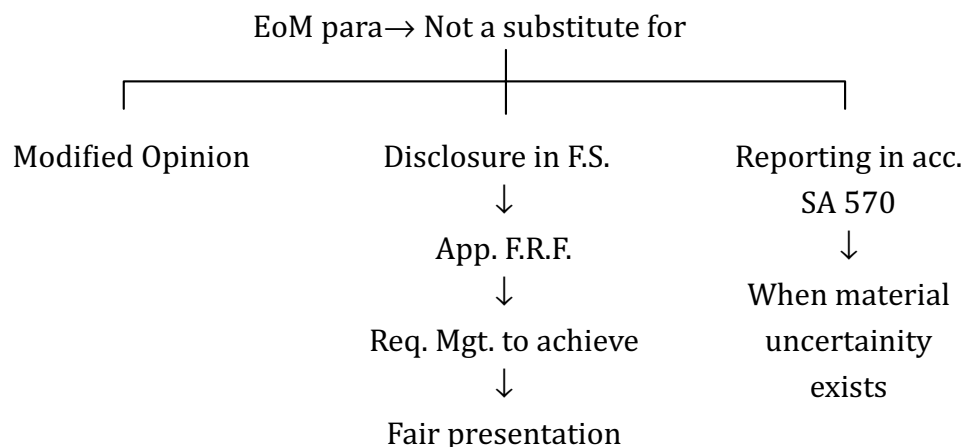 EoM para→ Not a substitute for
Modified Opinion
Disclosure in F.S.
↓
App. F.R.F.
↓
Req. Mgt. to achieve
↓
Fair presentation
Reporting in acc.
SA 570
↓
When material
uncertainity
exists